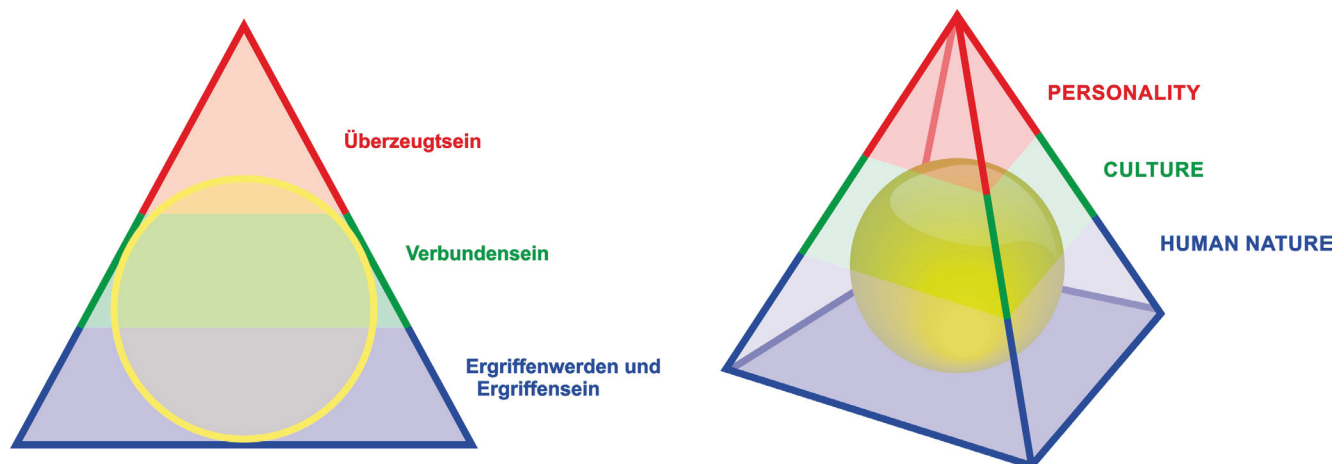 Überzeugtsein
Verbundensein
Ergriffenwerden und
Ergriffensein
PERSONALITY
CULTURE
HUMAN NATURE